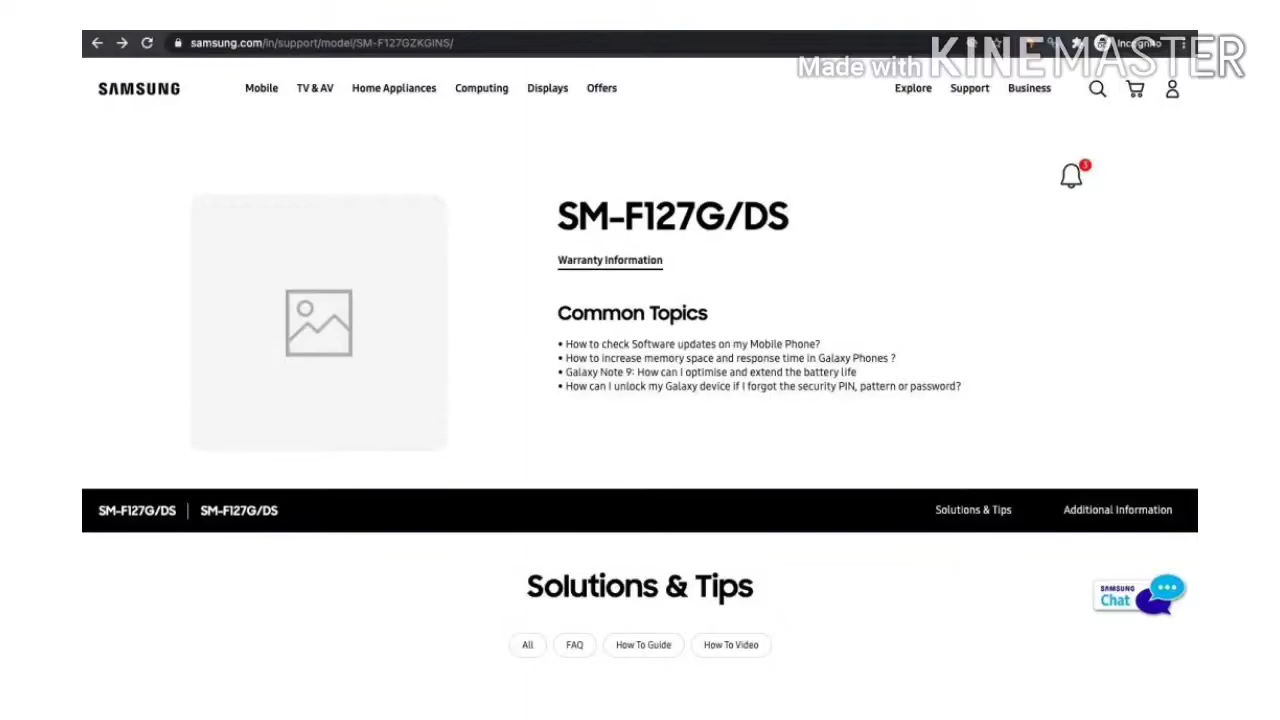 samsung.com/in/support/model/SM-F127GZKGINS/
Incognito
Made with KINEMASTER
SAMSUNG Mobile TV & AV Home Appliances Computing Displays Offers Explore Support Business
3
SM-F127G/DS
Warranty Information
Common Topics
• How to check Software updates on my Mobile Phone?
• How to increase memory space and response time in Galaxy Phones ?
• Galaxy Note 9: How can I optimise and extend the battery life
• How can I unlock my Galaxy device if I forgot the security PIN, pattern or password?
SM-F127G/DS | SM-F127G/DS Solutions & Tips Additional Information
Solutions & Tips
SAMSUNG
Chat
All FAQ How To Guide How To Video